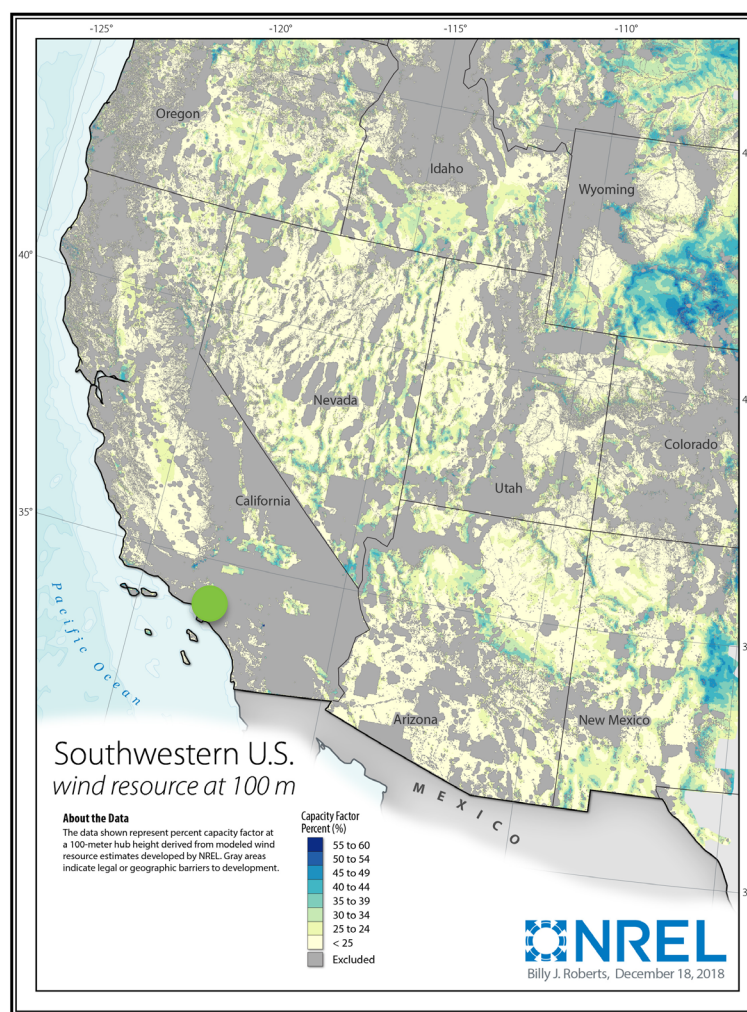 -125°
-120°
-115°
-110°
Oregon
Idaho
Wyoming
40°
Nevada
Colorado
Utah
California
35°
Pacific Ocean
Arizona
New Mexico
MEXICO
Southwestern U.S.
wind resource at 100 m
About the Data
The data shown represent percent capacity factor at
a 100-meter hub height derived from modeled wind
resource estimates developed by NREL. Gray areas
indicate legal or geographic barriers to development.
Capacity Factor
Percent (%)
55 to 60
50 to 54
45 to 49
40 to 44
35 to 39
30 to 34
25 to 24
< 25
Excluded
NREL
Billy J. Roberts, December 18, 2018